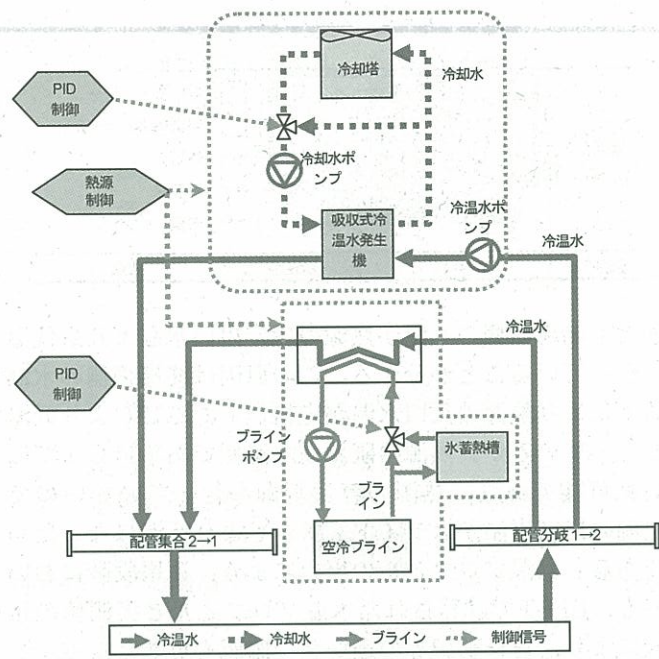 PID
制御
冷却塔
冷却水
冷却水ポ
ンプ
熱源
制御
吸収式冷
温水発生
機
冷温水ポ
ンプ
冷温水
冷温水
PID
制御
ブライン
ポンプ
氷蓄熱槽
ブラ
イン
空冷ブライン
配管集合2→1
配管分岐1→2
冷温水 冷却水 ブライン 制御信号